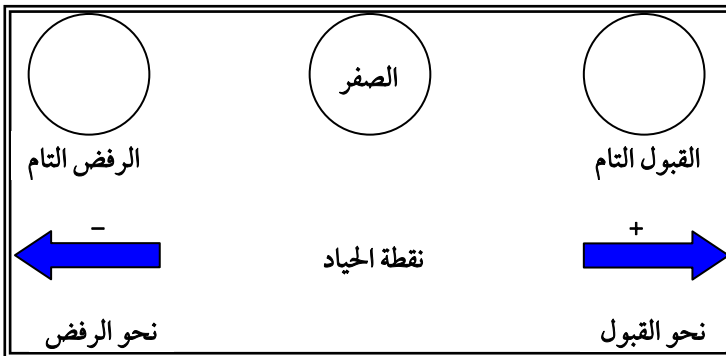 الصفر
القبول التام
الرفض التام
+
−
نقطة الحياد
نحو القبول
نحو الرفض